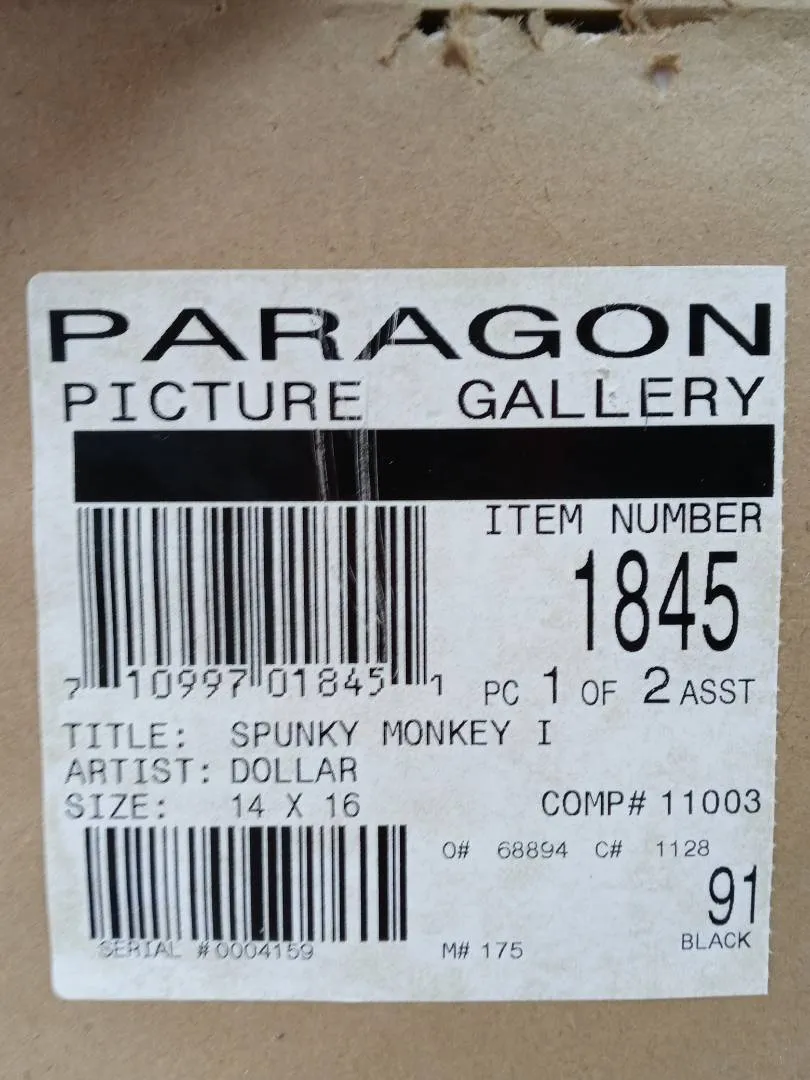 PARAGON
PICTURE GALLERY
ITEM NUMBER
1845
7 10997 01845 1
PC 1 OF 2 ASST
TITLE: SPUNKY MONKEY I
ARTIST: DOLLAR
SIZE: 14 X 16
COMP# 11003
O# 68894 C# 1128
91
BLACK
SERIAL #0004159
M# 175